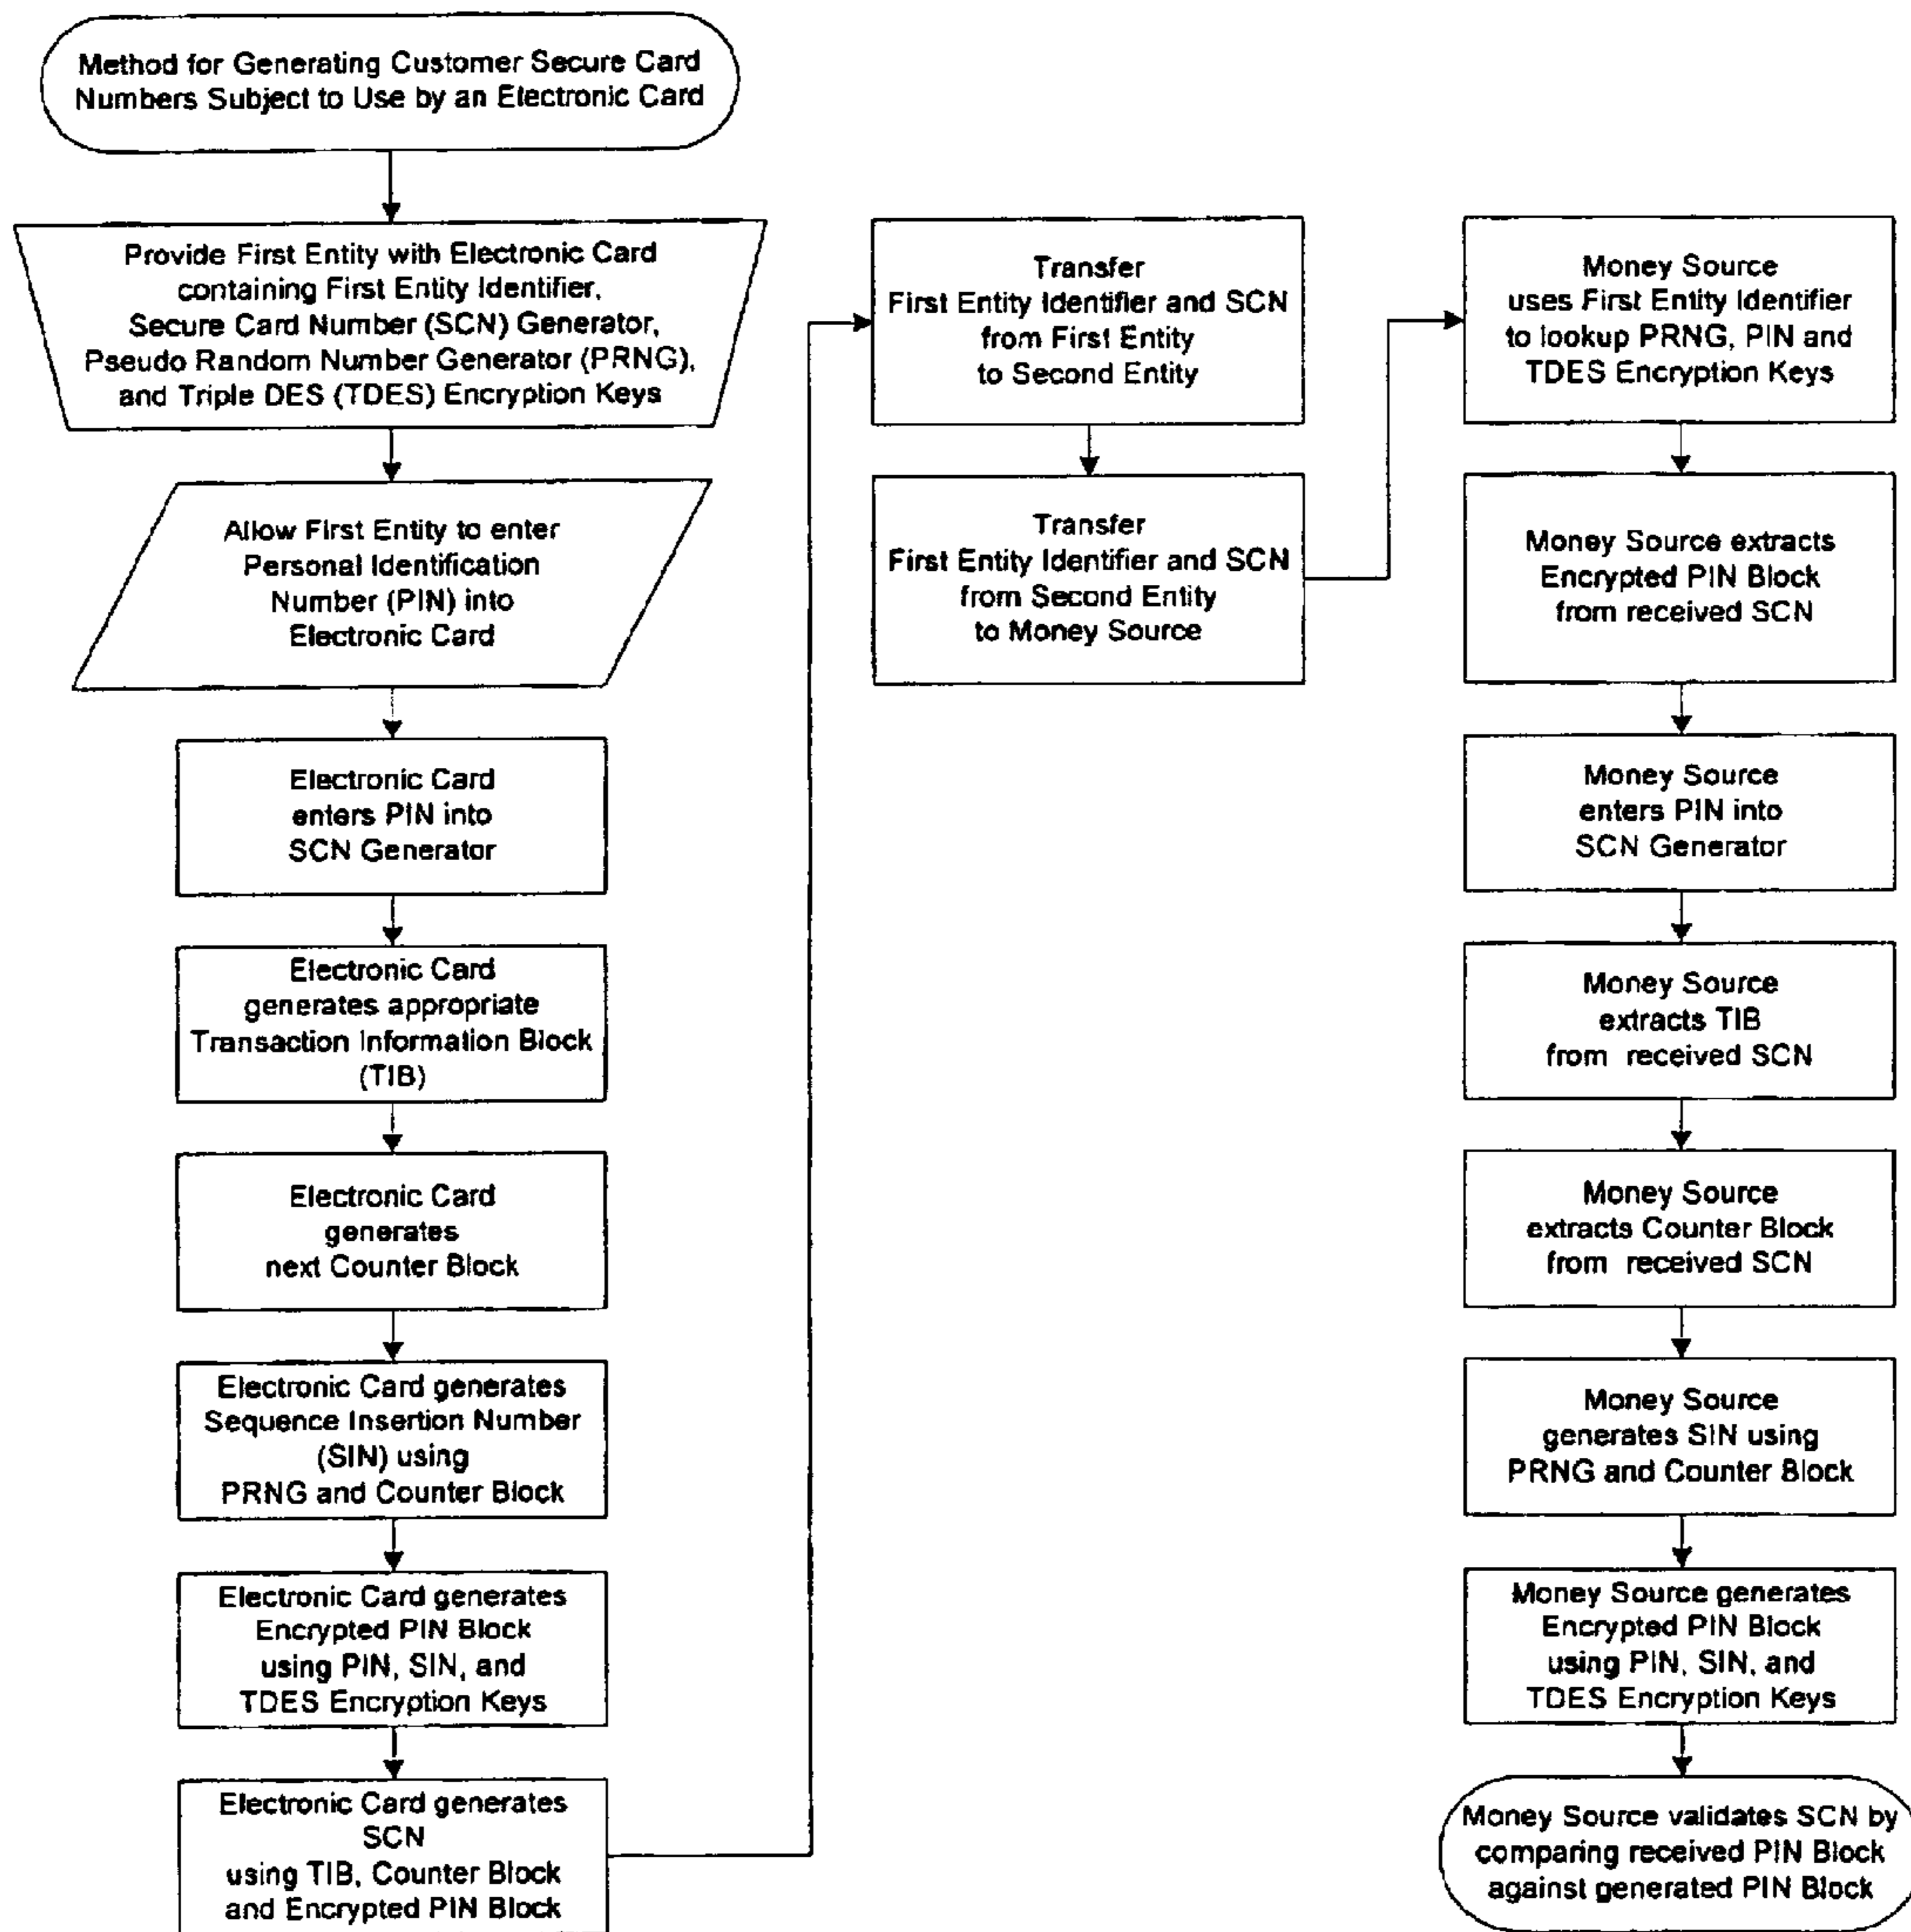 Method for Generating Customer Secure Card
Numbers Subject to Use by an Electronic Card
Provide First Entity with Electronic Card
containing First Entity Identifier,
Secure Card Number (SCN) Generator,
Pseudo Random Number Generator (PRNG),
and Triple DES (TDES) Encryption Keys
Allow First Entity to enter
Personal Identification
Number (PIN) into
Electronic Card
Electronic Card
enters PIN into
SCN Generator
Electronic Card
generates appropriate
Transaction Information Block
(TIB)
Electronic Card
generates
next Counter Block
Electronic Card generates
Sequence Insertion Number
(SIN) using
PRNG and Counter Block
Electronic Card generates
Encrypted PIN Block
using PIN, SIN, and
TDES Encryption Keys
Electronic Card generates
SCN
using TIB, Counter Block
and Encrypted PIN Block
Transfer
First Entity Identifier and SCN
from First Entity
to Second Entity
Transfer
First Entity Identifier and SCN
from Second Entity
to Money Source
Money Source
uses First Entity Identifier
to lookup PRNG, PIN and
TDES Encryption Keys
Money Source extracts
Encrypted PIN Block
from received SCN
Money Source
enters PIN into
SCN Generator
Money Source
extracts TIB
from received SCN
Money Source
extracts Counter Block
from received SCN
Money Source
generates SIN using
PRNG and Counter Block
Money Source generates
Encrypted PIN Block
using PIN, SIN, and
TDES Encryption Keys
Money Source validates SCN by
comparing received PIN Block
against generated PIN Block